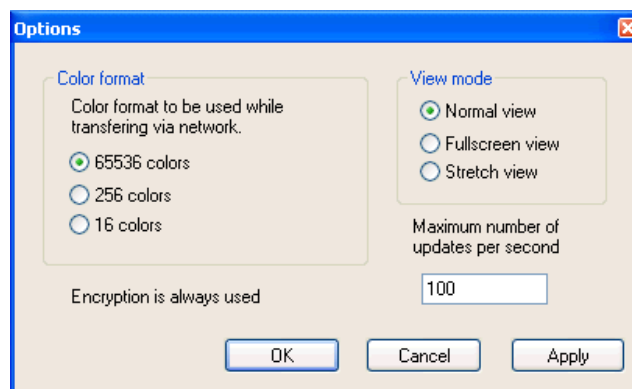 Options
Color format
Color format to be used while
transfering via network.
65536 colors
256 colors
16 colors
Encryption is always used
View mode
Normal view
Fullscreen view
Stretch view
Maximum number of
updates per second
100
OK
Cancel
Apply